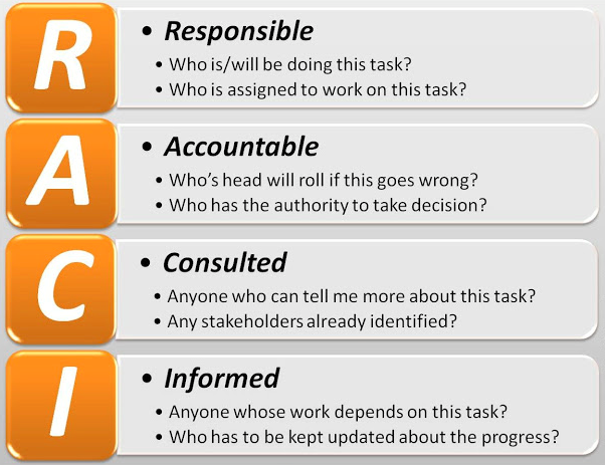 R
• Responsible
• Who is/will be doing this task?
• Who is assigned to work on this task?
A
• Accountable
• Who's head will roll if this goes wrong?
• Who has the authority to take decision?
C
• Consulted
• Anyone who can tell me more about this task?
• Any stakeholders already identified?
I
• Informed
• Anyone whose work depends on this task?
• Who has to be kept updated about the progress?